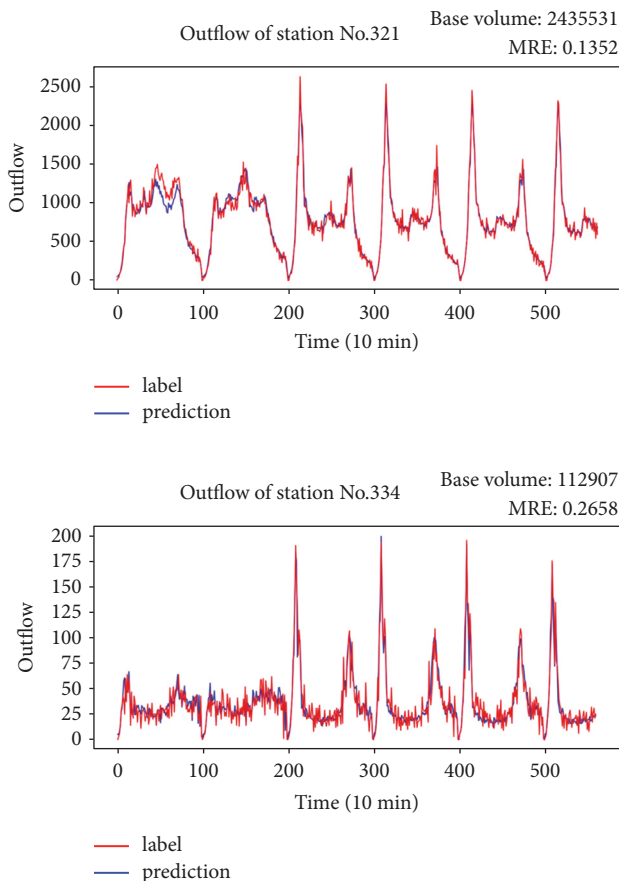 Outflow of station No.321
Base volume: 2435531
MRE: 0.1352
2500
2000
1500
1000
500
0
Outflow
0 100 200 300 400 500
Time (10 min)
label
prediction
Outflow of station No.334
Base volume: 112907
MRE: 0.2658
200
175
150
125
100
75
50
25
0
Outflow
0 100 200 300 400 500
Time (10 min)
label
prediction